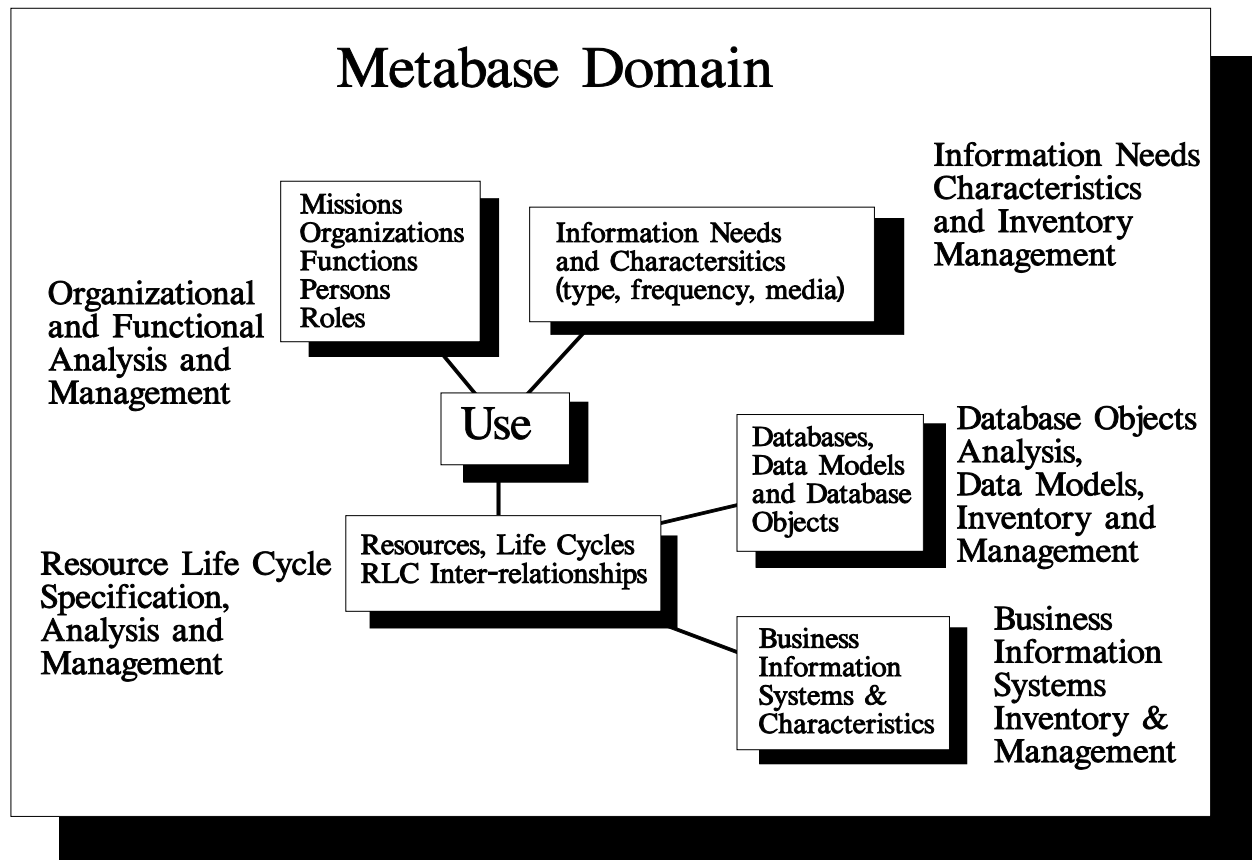 Metabase Domain
Information Needs
Characteristics
and Inventory
Management
Missions
Organizations
Functions
Persons
Roles
Information Needs
and Charactersitics
(type, frequency, media)
Organizational
and Functional
Analysis and
Management
Use
Databases,
Data Models
and Database
Objects
Database Objects
Analysis,
Data Models,
Inventory and
Management
Resources, Life Cycles
RLC Inter-relationships
Resource Life Cycle
Specification,
Analysis and
Management
Business
Information
Systems &
Characteristics
Business
Information
Systems
Inventory &
Management